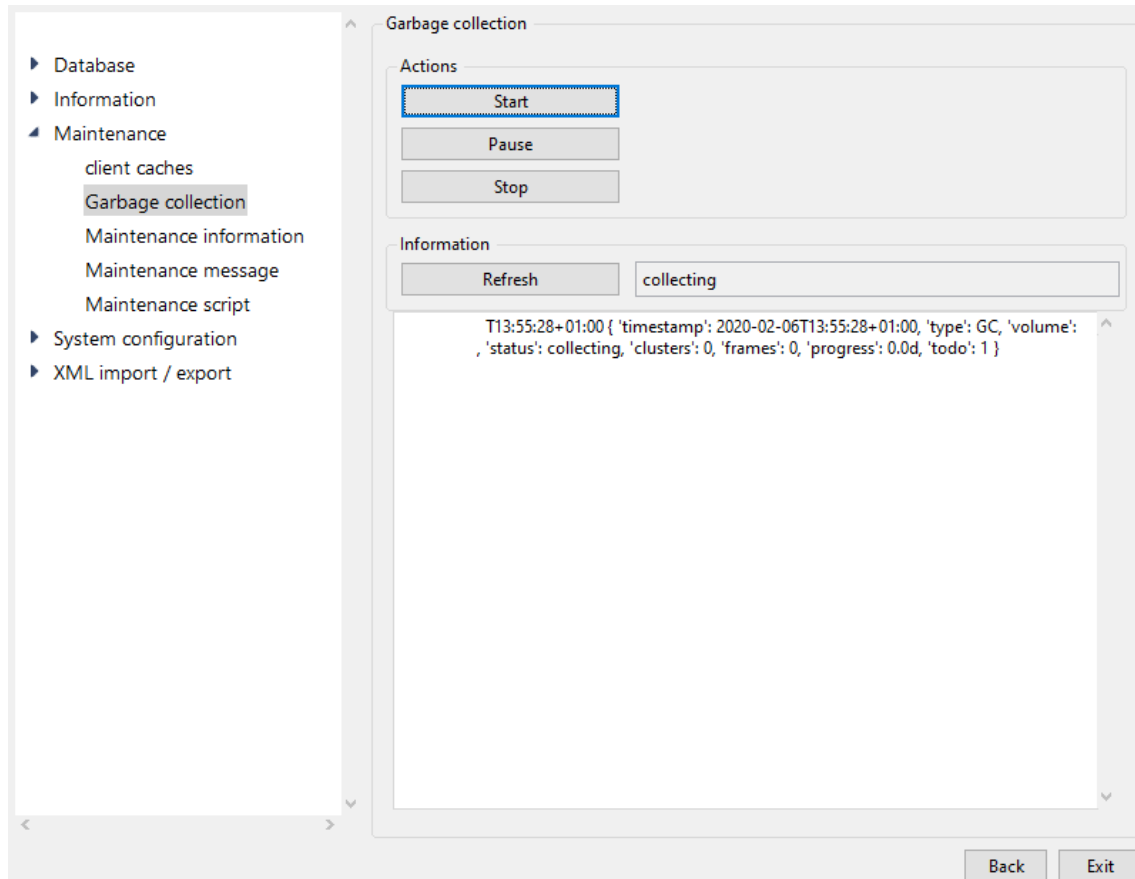 Database
Information
Maintenance
client caches
Garbage collection
Maintenance information
Maintenance message
Maintenance script
System configuration
XML import / export
Garbage collection
Actions
Start
Pause
Stop
Information
Refresh
collecting
T13:55:28+01:00 { 'timestamp': 2020-02-06T13:55:28+01:00, 'type': GC, 'volume':
, 'status': collecting, 'clusters': 0, 'frames': 0, 'progress': 0.0d, 'todo': 1 }
Back
Exit